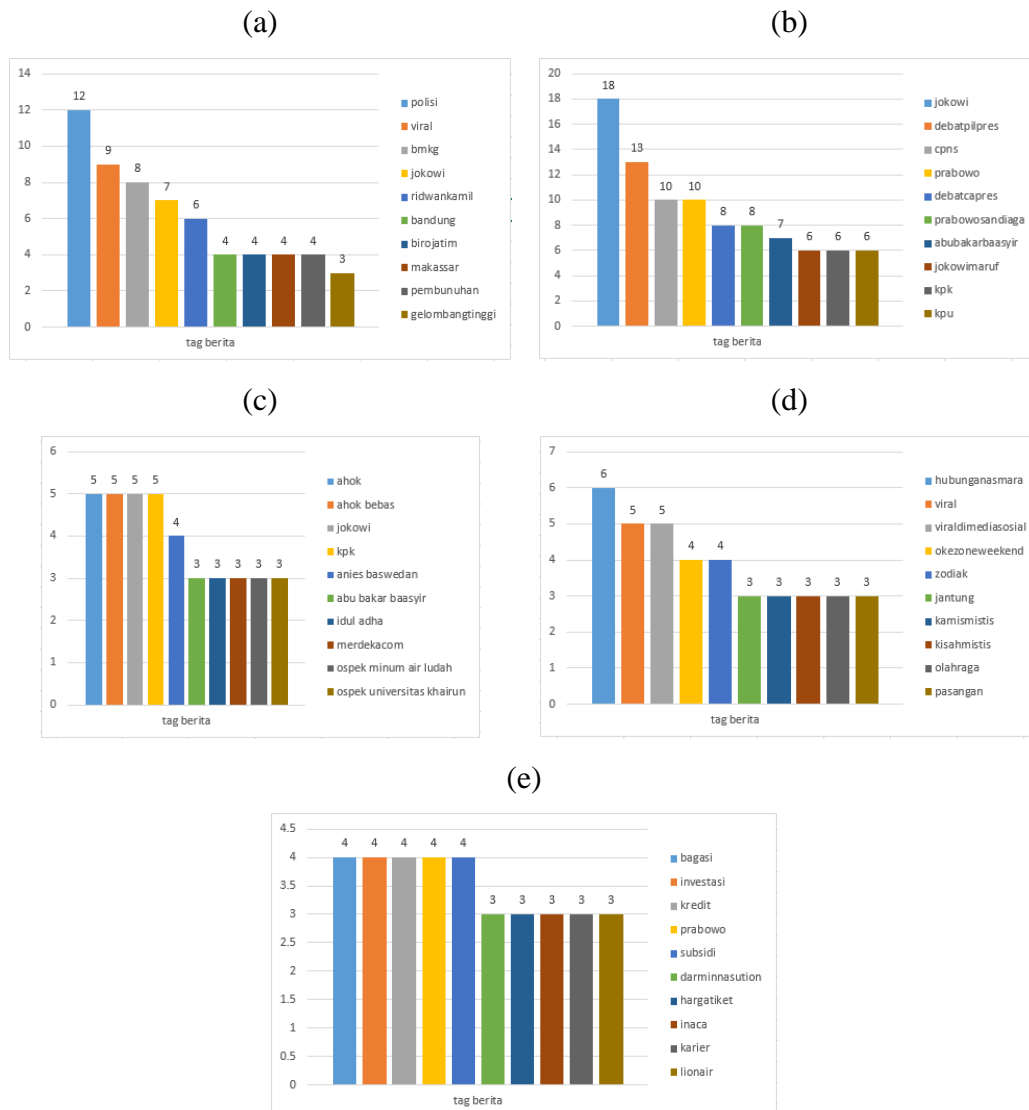 (a)
14
12
10
8
6
4
2
0
12
9
8
7
6
4
4
4
4
3
tag berita
polisi
viral
bmkg
jokowi
ridwankamil
bandung
birojatim
makassar
pembunuhan
gelombangtinggi
(b)
20
18
16
14
12
10
8
6
4
2
0
18
13
10
10
8
8
7
6
6
6
tag berita
jokowi
debatpilpres
cpns
prabowo
debatcapres
prabowosandiaga
abubakarbaasyir
jokowimaruf
kpk
kpu
(c)
6
5
4
3
2
1
0
5
5
5
5
4
3
3
3
3
3
tag berita
ahok
ahok bebas
jokowi
kpk
anies baswedan
abu bakar baasyir
idul adha
merdekacom
ospek minum air ludah
ospek universitas khairun
(d)
7
6
5
4
3
2
1
0
6
5
5
4
4
3
3
3
3
3
tag berita
hubunganasmara
viral
viraldimediasosial
okezoneweekend
zodiak
jantung
kamismistis
kisahmistis
olahraga
pasangan
(e)
4.5
4
3.5
3
2.5
2
1.5
1
0.5
0
4
4
4
4
4
3
3
3
3
3
tag berita
bagasi
investasi
kredit
prabowo
subsidi
darminnasution
hargatiket
inaca
karier
lionair